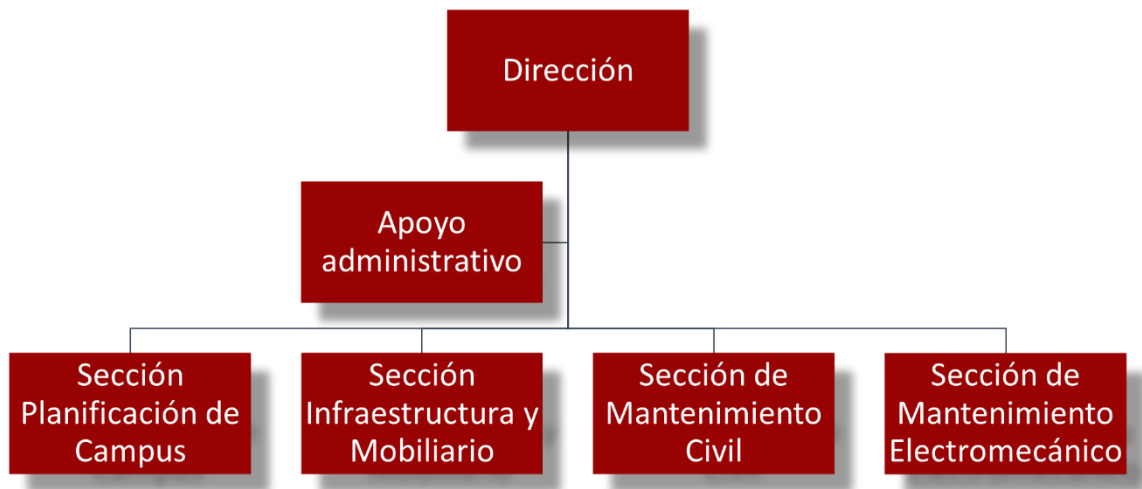 Dirección
Apoyo
administrativo
Sección
Planificación de
Campus
Sección
Infraestructura y
Mobiliario
Sección de
Mantenimiento
Civil
Sección de
Mantenimiento
Electromecánico